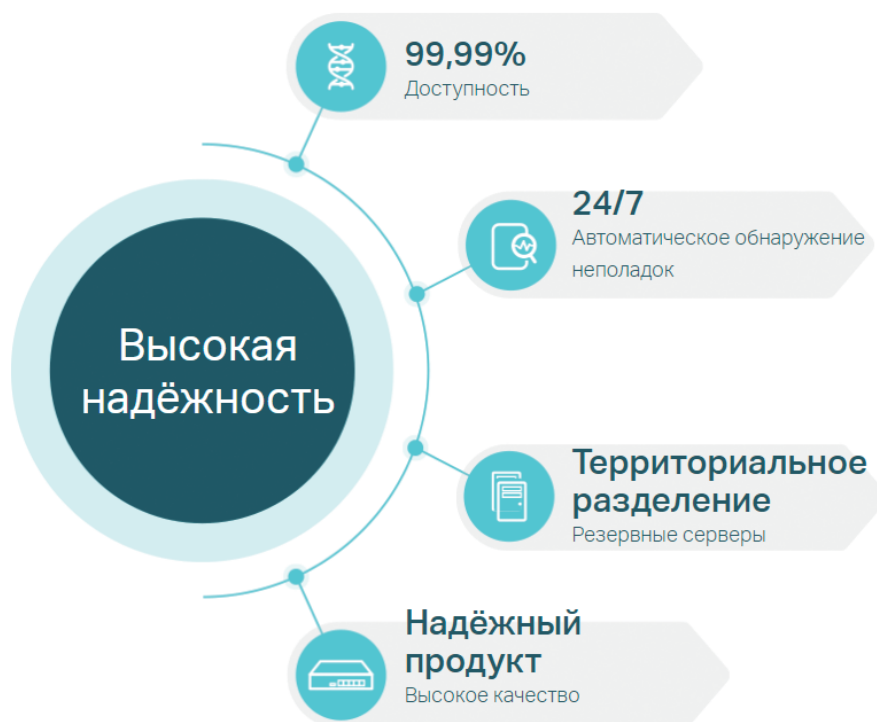 99,99%
Доступность
24/7
Автоматическое обнаружение
неполадок
Высокая
надёжность
Территориальное
разделение
Резервные серверы
Надёжный
продукт
Высокое качество